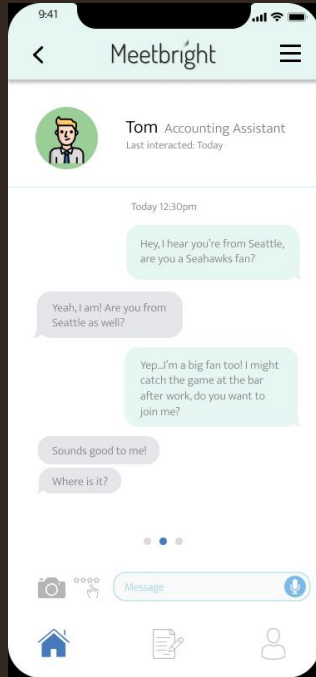 9:41
Meetbright
Tom Accounting Assistant
Last interacted: Today
Today 12:30pm
Hey, I hear you're from Seattle,
are you a Seahawks fan?
Yeah, I am! Are you from
Seattle as well?
Yep...I'm a big fan too! I might
catch the game at the bar
after work, do you want to
join me?
Sounds good to me!
Where is it?
Message